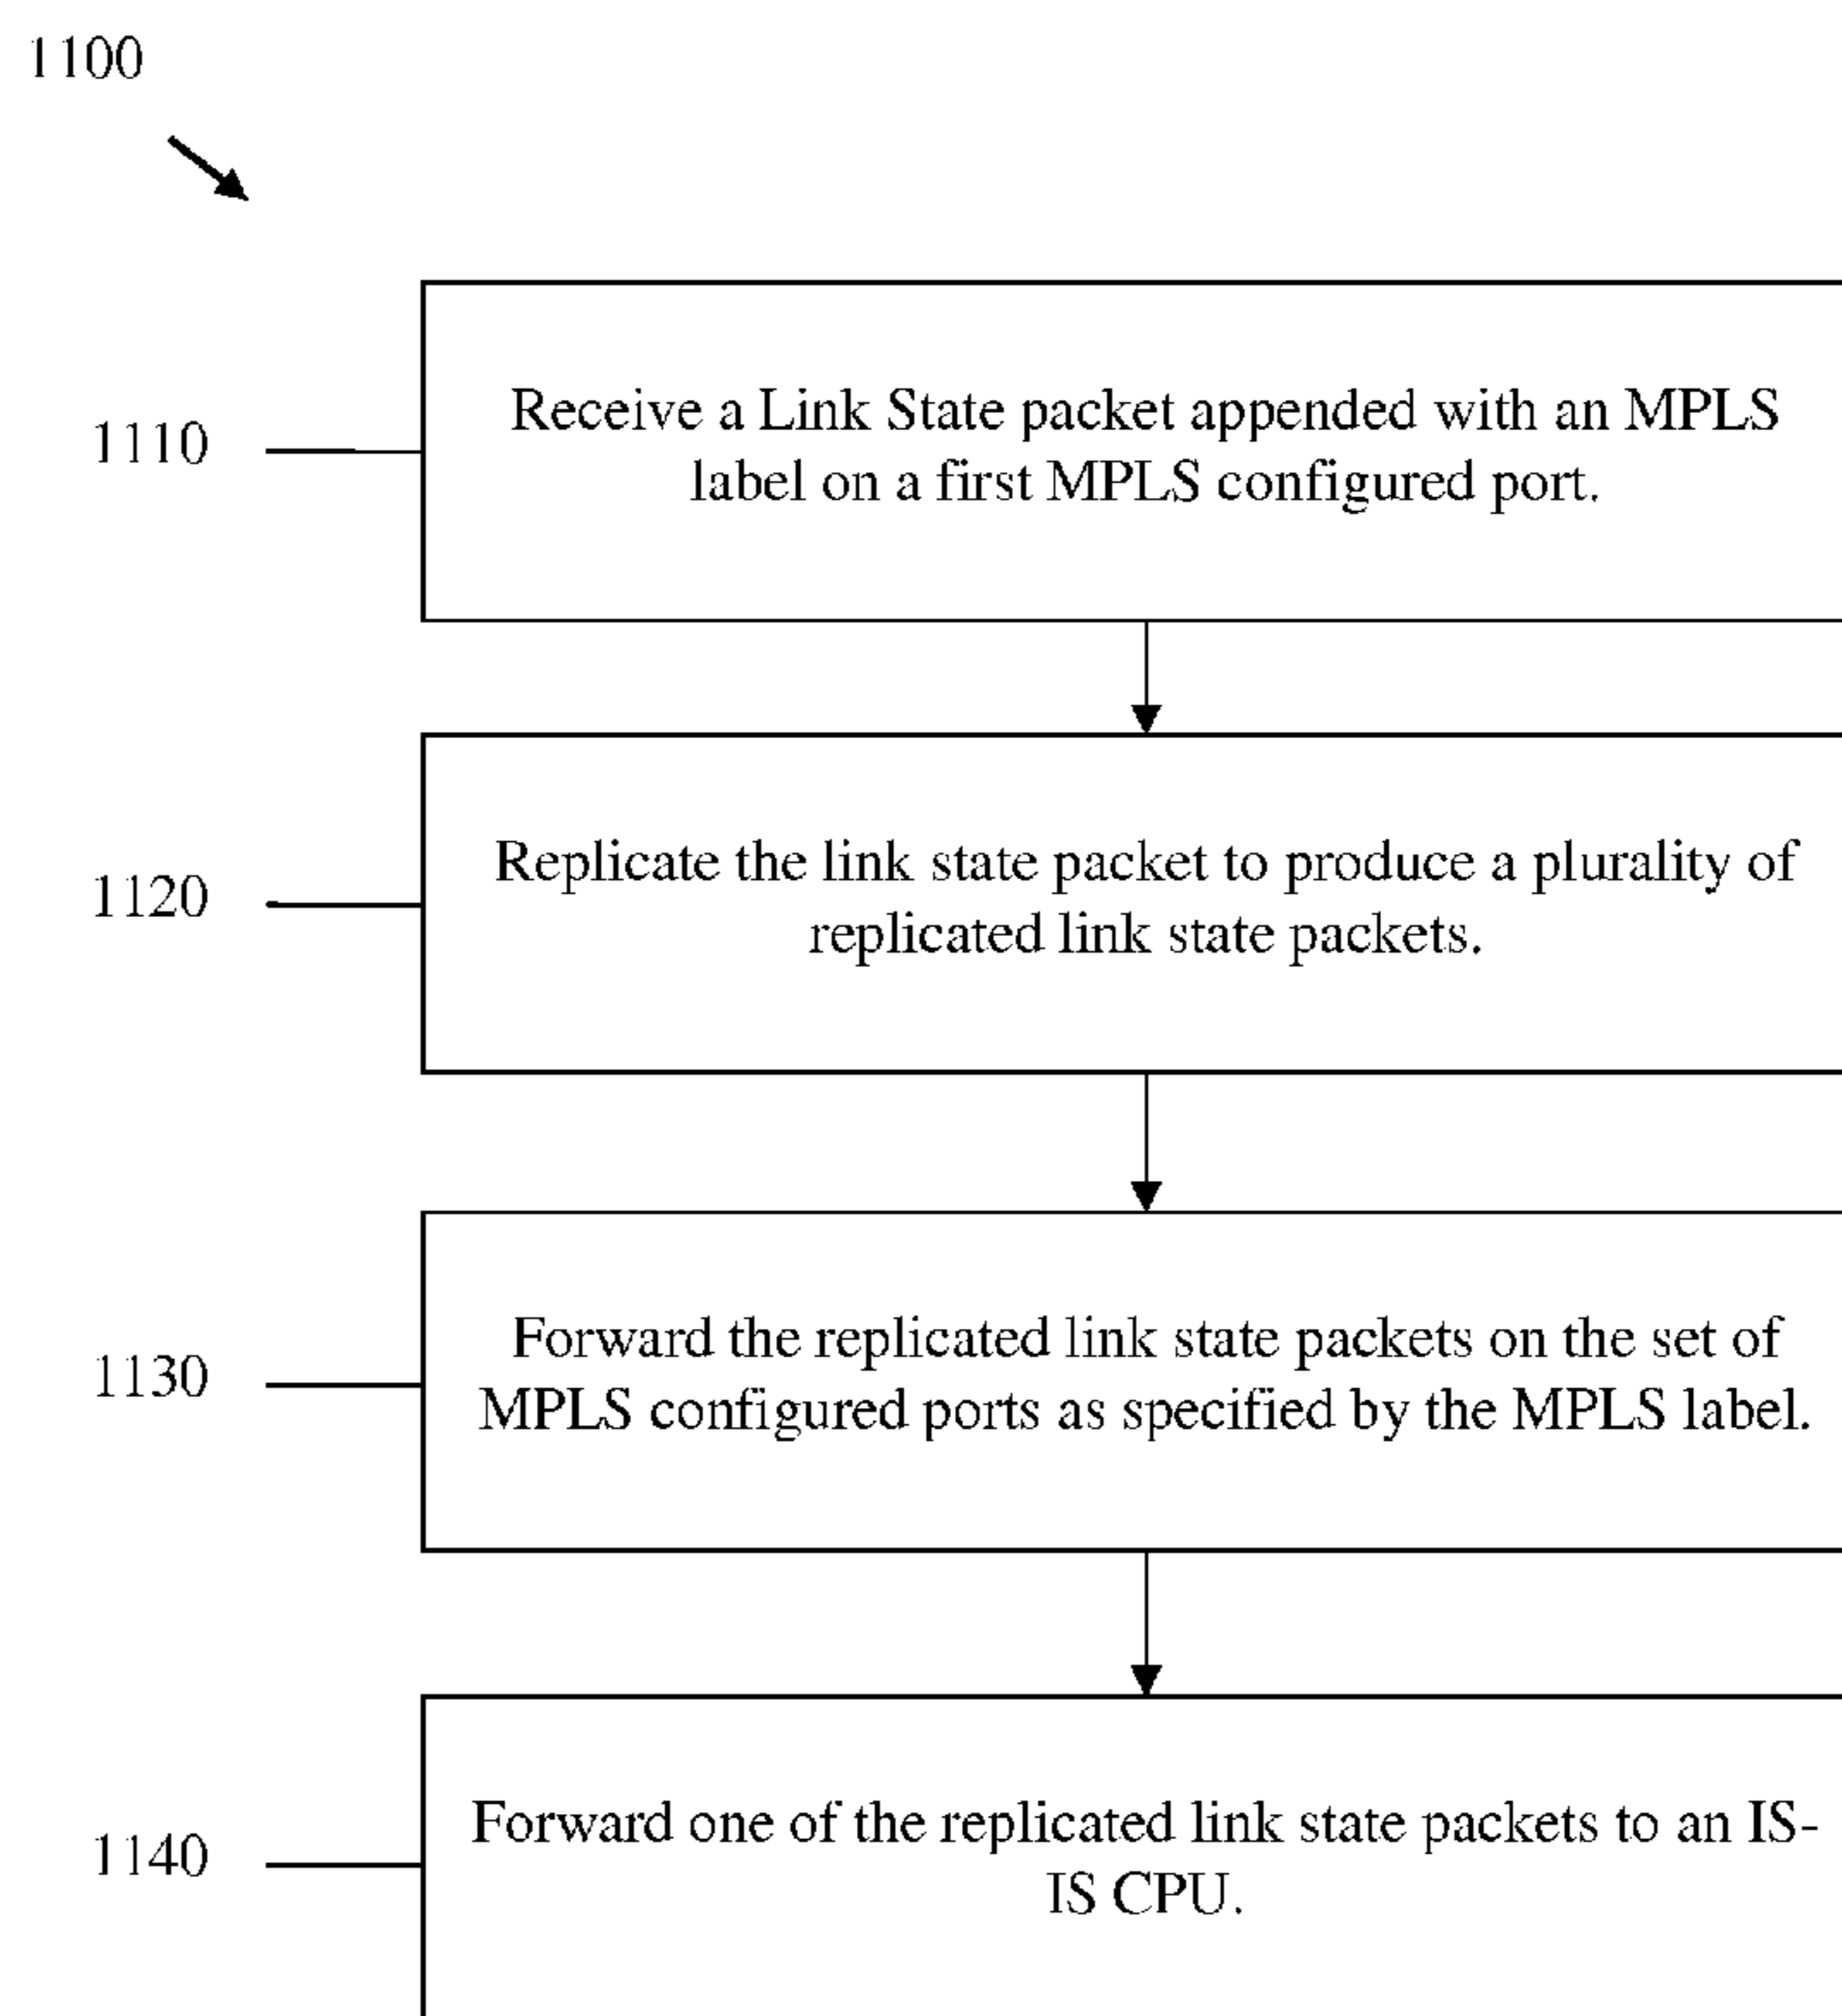 1100
1110
Receive a Link State packet appended with an MPLS
label on a first MPLS configured port.
1120
Replicate the link state packet to produce a plurality of
replicated link state packets.
1130
Forward the replicated link state packets on the set of
MPLS configured ports as specified by the MPLS label.
1140
Forward one of the replicated link state packets to an IS-
IS CPU.